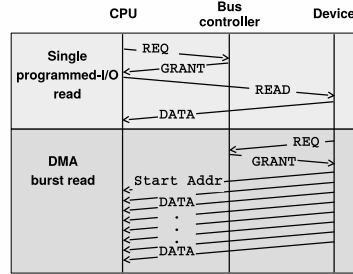 CPU
Bus
controller
Device
Single
programmed-I/O
read
REQ
GRANT
READ
DATA
DMA
burst read
REQ
GRANT
Start Addr
DATA
.
.
.
DATA